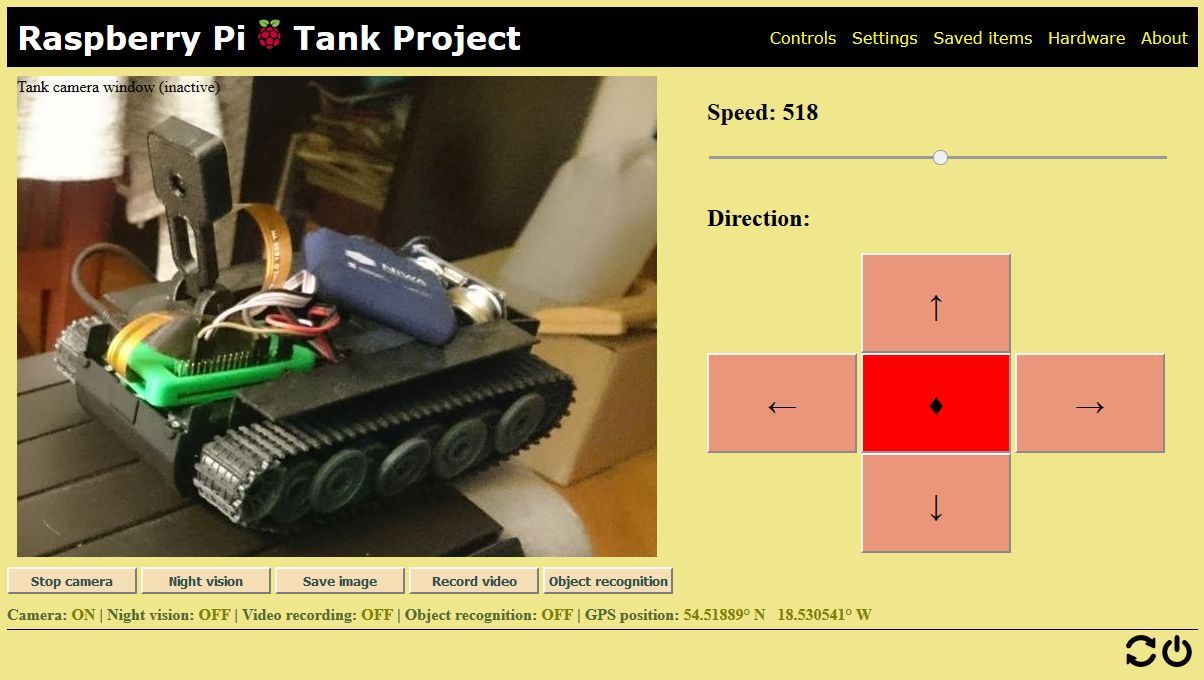 Raspberry Pi Tank Project
Controls Settings Saved items Hardware About
Tank camera window (inactive)
Speed: 518
Direction:
↑
← ♦ →
↓
Stop camera Night vision Save image Record video Object recognition
Camera: ON | Night vision: OFF | Video recording: OFF | Object recognition: OFF | GPS position: 54.51889° N 18.530541° W